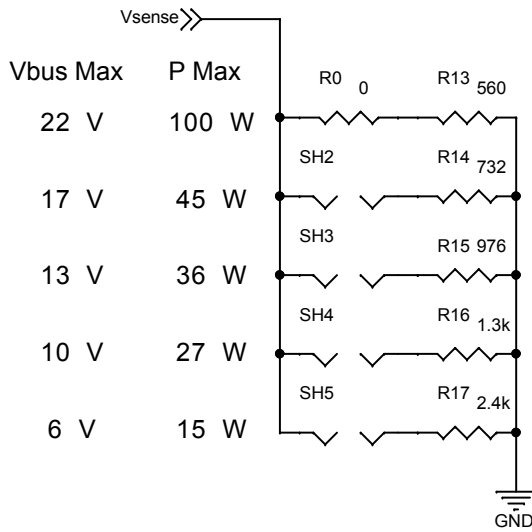 Vsense
Vbus Max P Max R0 0 R13 560
22 V 100 W
SH2 R14 732
17 V 45 W
SH3 R15 976
13 V 36 W
SH4 R16 1.3k
10 V 27 W
SH5 R17 2.4k
6 V 15 W
GND